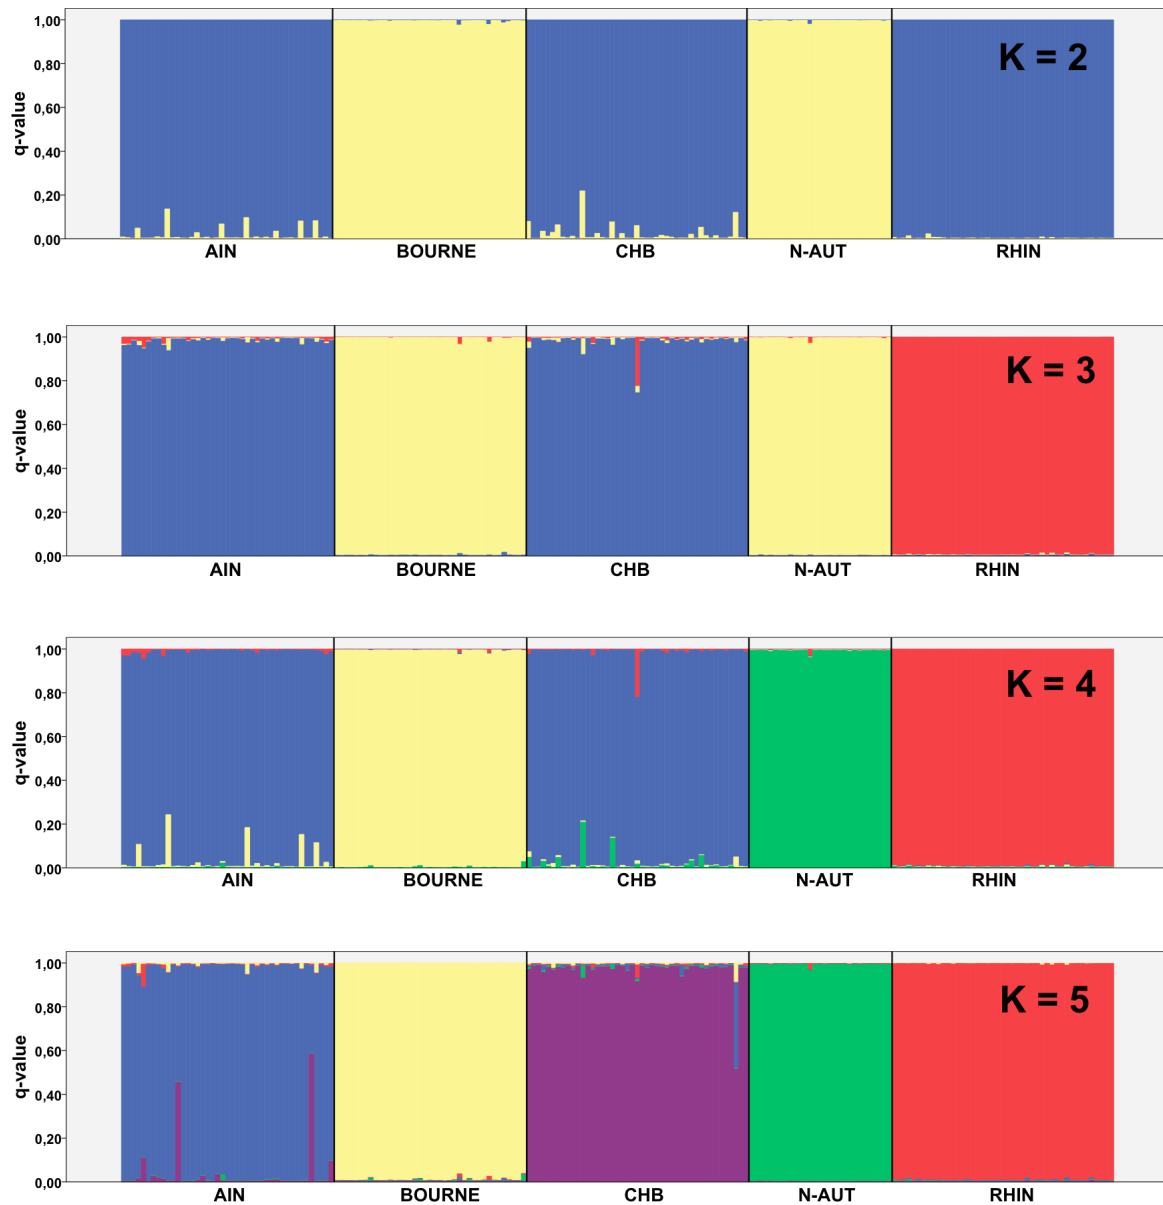 1,00
K = 2
0,80
0,60
q-value
0,40
0,20
0,00
AIN BOURNE CHB N-AUT RHIN
1,00
K = 3
0,80
0,60
q-value
0,40
0,20
0,00
AIN BOURNE CHB N-AUT RHIN
1,00
K = 4
0,80
0,60
q-value
0,40
0,20
0,00
AIN BOURNE CHB N-AUT RHIN
1,00
K = 5
0,80
0,60
q-value
0,40
0,20
0,00
AIN BOURNE CHB N-AUT RHIN